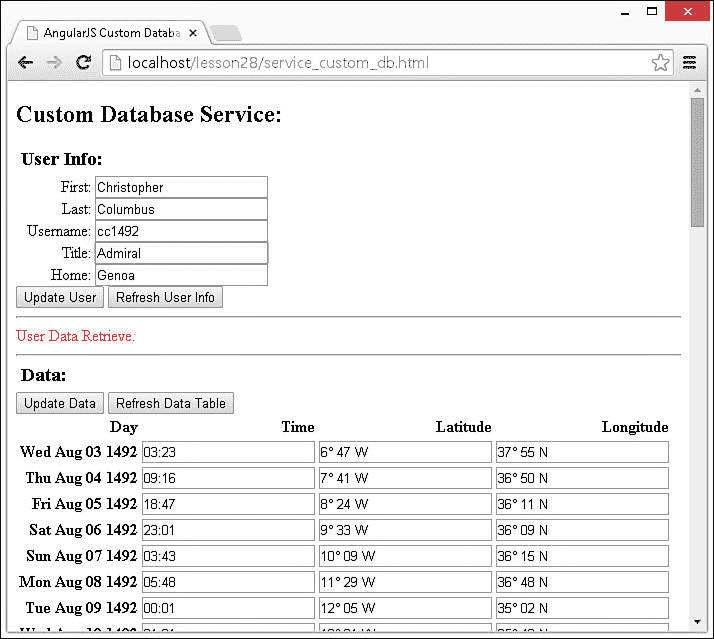 AngularJS Custom Databa
localhost/lesson28/service_custom_db.html
Custom Database Service:
User Info:
First: Christopher
Last: Columbus
Username: cc1492
Title: Admiral
Home: Genoa
Update User Refresh User Info
User Data Retrieve.
Data:
Update Data Refresh Data Table
Day Time Latitude Longitude
Wed Aug 03 1492 03:23 6° 47 W 37° 55 N
Thu Aug 04 1492 09:16 7° 41 W 36° 50 N
Fri Aug 05 1492 18:47 8° 24 W 36° 11 N
Sat Aug 06 1492 23:01 9° 33 W 36° 09 N
Sun Aug 07 1492 03:43 10° 09 W 36° 15 N
Mon Aug 08 1492 05:48 11° 29 W 36° 48 N
Tue Aug 09 1492 00:01 12° 05 W 35° 02 N